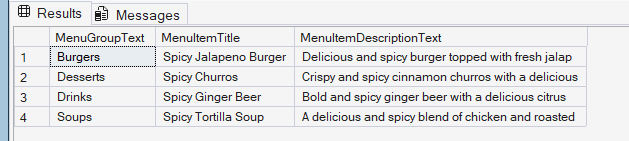 Results Messages
MenuGroupText MenuItemTitle MenuItemDescriptionText
1 Burgers Spicy Jalapeno Burger Delicious and spicy burger topped with fresh jalap
2 Desserts Spicy Churros Crispy and spicy cinnamon churros with a delicious
3 Drinks Spicy Ginger Beer Bold and spicy ginger beer with a delicious citrus
4 Soups Spicy Tortilla Soup A delicious and spicy blend of chicken and roasted